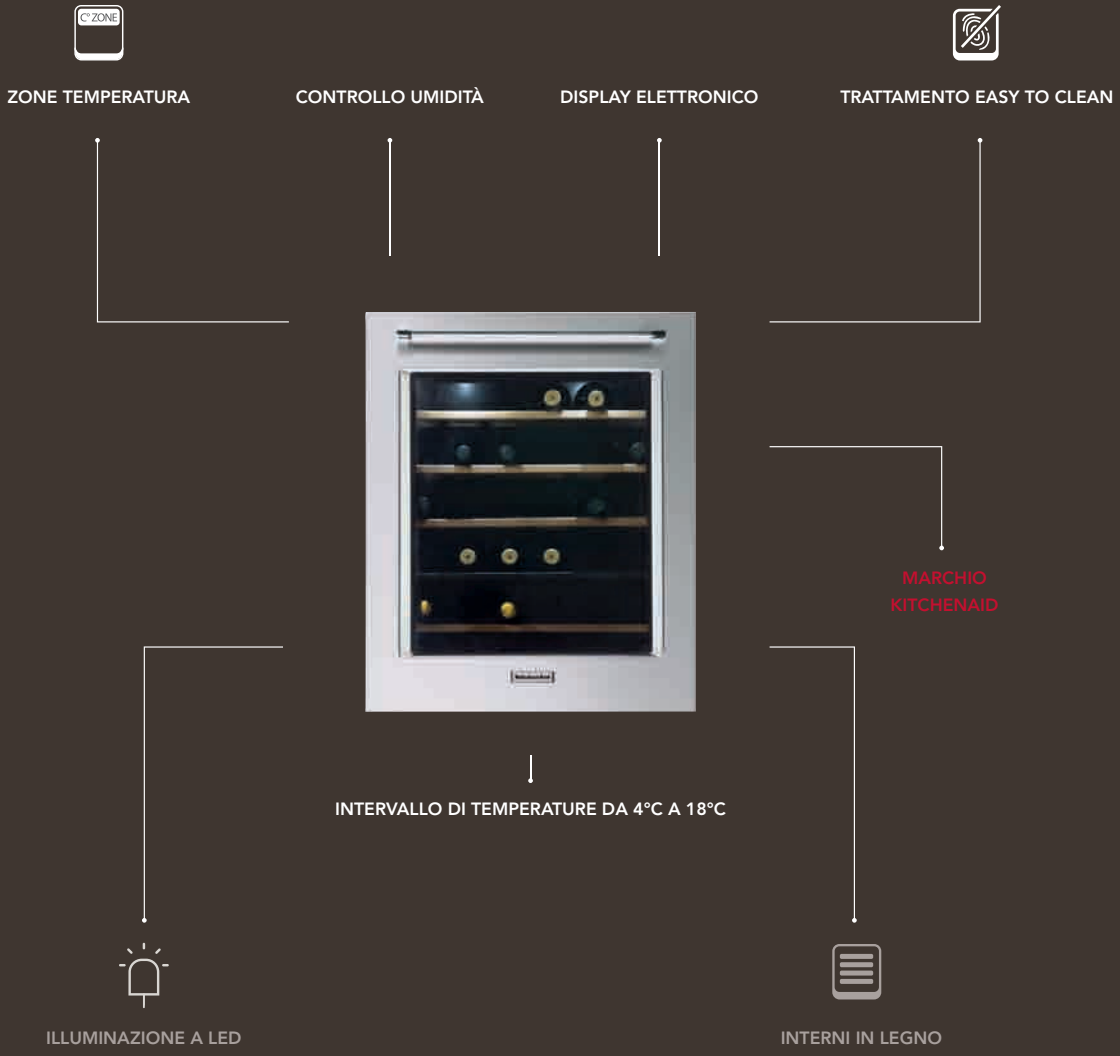 C° ZONE
ZONE TEMPERATURA
CONTROLLO UMIDITÀ
DISPLAY ELETTRONICO
TRATTAMENTO EASY TO CLEAN
MARCHIO
KITCHENAID
INTERVALLO DI TEMPERATURE DA 4°C A 18°C
ILLUMINAZIONE A LED
INTERNI IN LEGNO